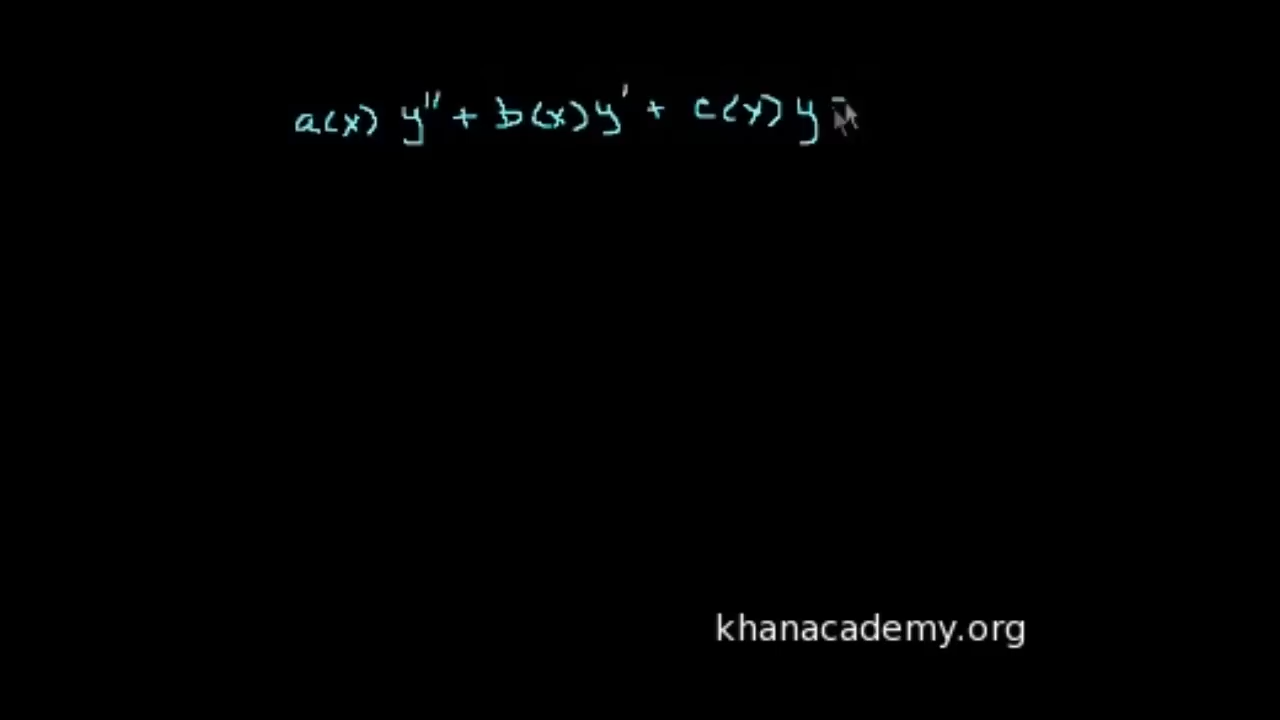 a(x) y'' + b(x) y' + c(x) y =
khanacademy.org